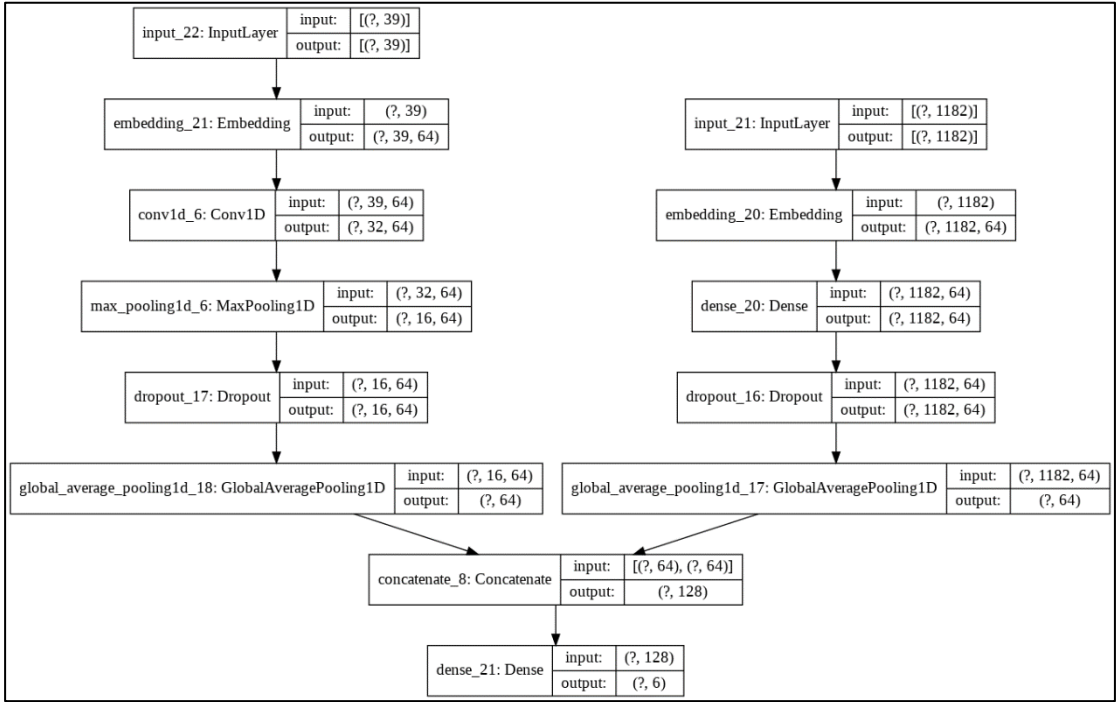 input_22: InputLayer
input: [(?, 39)]
output: [(?, 39)]
embedding_21: Embedding
input: (?, 39)
output: (?, 39, 64)
input_21: InputLayer
input: [(?, 1182)]
output: [(?, 1182)]
conv1d_6: Conv1D
input: (?, 39, 64)
output: (?, 32, 64)
embedding_20: Embedding
input: (?, 1182)
output: (?, 1182, 64)
max_pooling1d_6: MaxPooling1D
input: (?, 32, 64)
output: (?, 16, 64)
dense_20: Dense
input: (?, 1182, 64)
output: (?, 1182, 64)
dropout_17: Dropout
input: (?, 16, 64)
output: (?, 16, 64)
dropout_16: Dropout
input: (?, 1182, 64)
output: (?, 1182, 64)
global_average_pooling1d_18: GlobalAveragePooling1D
input: (?, 16, 64)
output: (?, 64)
global_average_pooling1d_17: GlobalAveragePooling1D
input: (?, 1182, 64)
output: (?, 64)
concatenate_8: Concatenate
input: [(?, 64), (?, 64)]
output: (?, 128)
dense_21: Dense
input: (?, 128)
output: (?, 6)